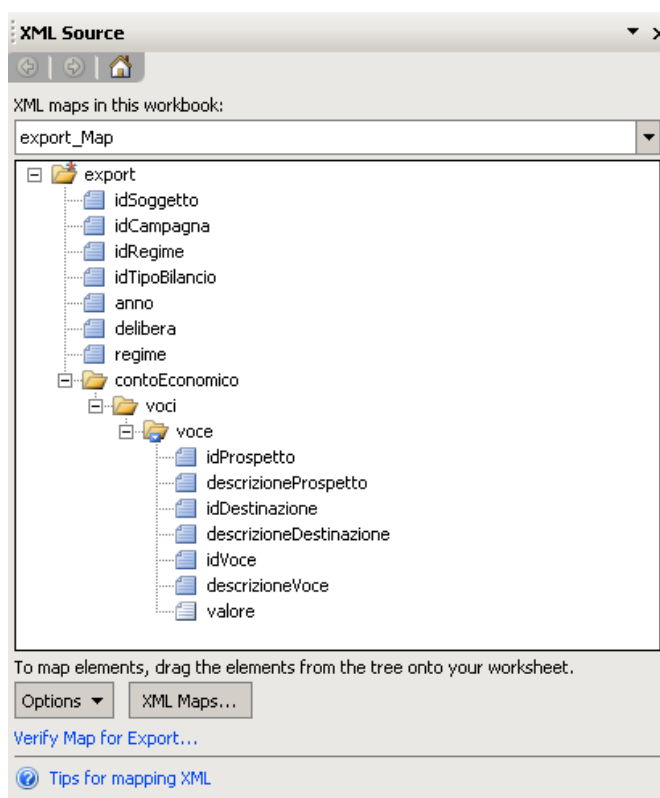 XML Source
XML maps in this workbook:
export_Map
export
idSoggetto
idCampagna
idRegime
idTipoBilancio
anno
delibera
regime
contoEconomico
voci
voce
idProspetto
descrizioneProspetto
idDestinazione
descrizioneDestinazione
idVoce
descrizioneVoce
valore
To map elements, drag the elements from the tree onto your worksheet.
Options XML Maps...
Verify Map for Export...
Tips for mapping XML